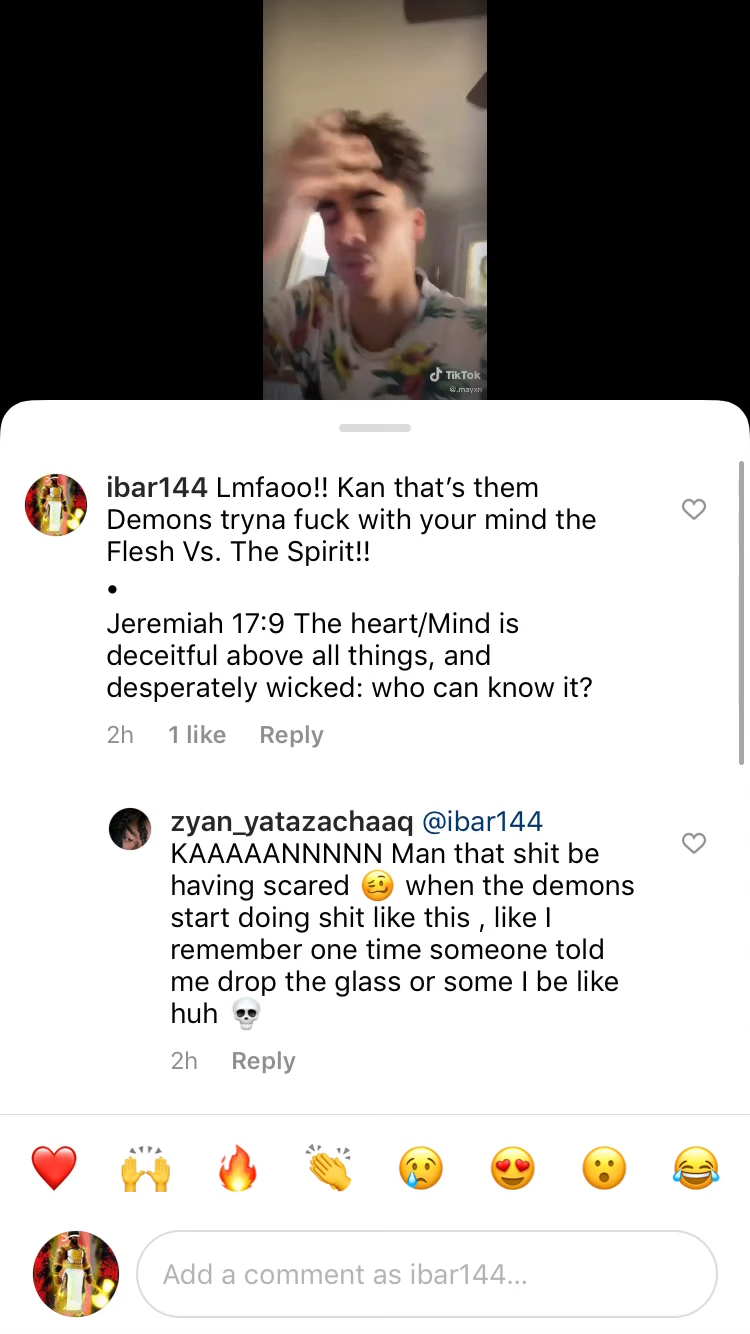 TikTok
@.mayxn
ibar144 Lmfaoo!! Kan that’s them
Demons tryna fuck with your mind the
Flesh Vs. The Spirit!!
•
Jeremiah 17:9 The heart/Mind is
deceitful above all things, and
desperately wicked: who can know it?
2h 1 like Reply
zyan_yatazachaaq @ibar144
KAAAAANNNNN Man that shit be
having scared 🥴 when the demons
start doing shit like this , like I
remember one time someone told
me drop the glass or some I be like
huh 💀
2h Reply
❤️ 🙌 🔥 👏 😢 😍 😮 😂
Add a comment as ibar144...